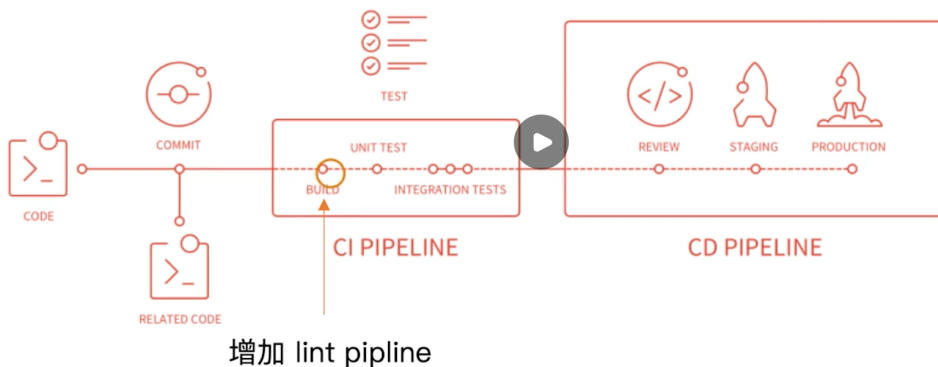 TEST
COMMIT
UNIT TEST
REVIEW
STAGING
PRODUCTION
BUILD
INTEGRATION TESTS
CODE
CI PIPELINE
CD PIPELINE
RELATED CODE
增加 lint pipline